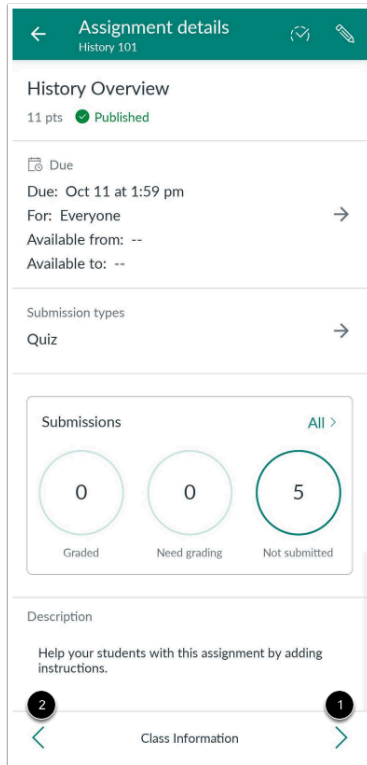 Assignment details
History 101
History Overview
11 pts Published
Due
Due: Oct 11 at 1:59 pm
For: Everyone
Available from: --
Available to: --
Submission types
Quiz
Submissions All >
0 0 5
Graded Need grading Not submitted
Description
Help your students with this assignment by adding
instructions.
2 1
Class Information